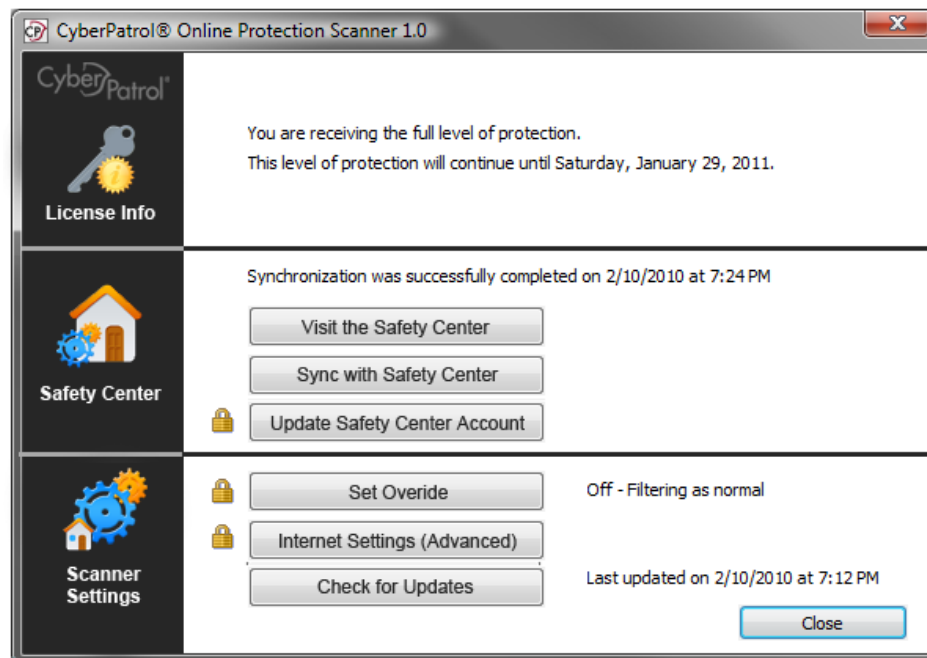 CyberPatrol® Online Protection Scanner 1.0
CyberPatrol
You are receiving the full level of protection.
This level of protection will continue until Saturday, January 29, 2011.
License Info
Synchronization was successfully completed on 2/10/2010 at 7:24 PM
Visit the Safety Center
Sync with Safety Center
Safety Center
Update Safety Center Account
Set Overide
Off - Filtering as normal
Internet Settings (Advanced)
Scanner
Settings
Check for Updates
Last updated on 2/10/2010 at 7:12 PM
Close